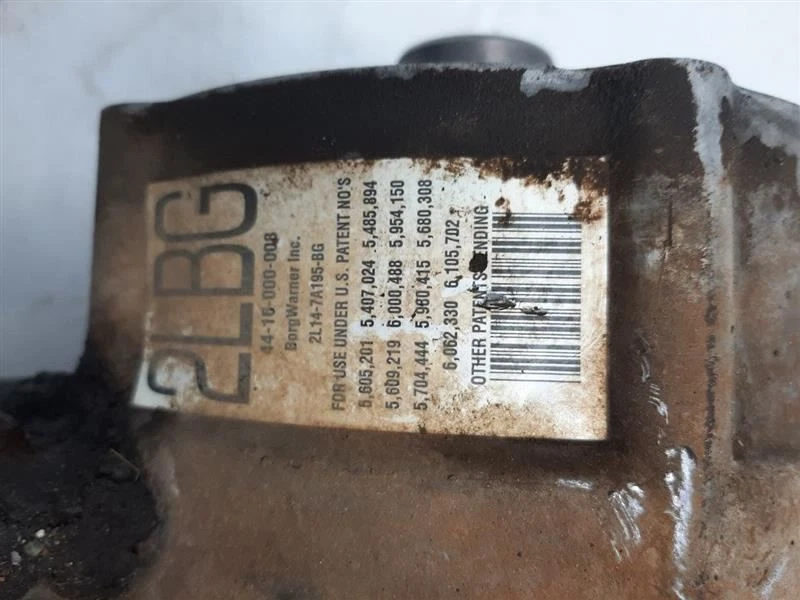 2LBG
44-16-000-008
BorgWarner Inc.
2L14-7A195-BG
FOR USE UNDER U.S. PATENT NO'S
5,605,201 5,407,024 5,485,894
5,609,219 6,000,488 5,954,150
5,704,444 5,980,415 5,680,308
6,062,330 6,105,702
OTHER PATENTS PENDING